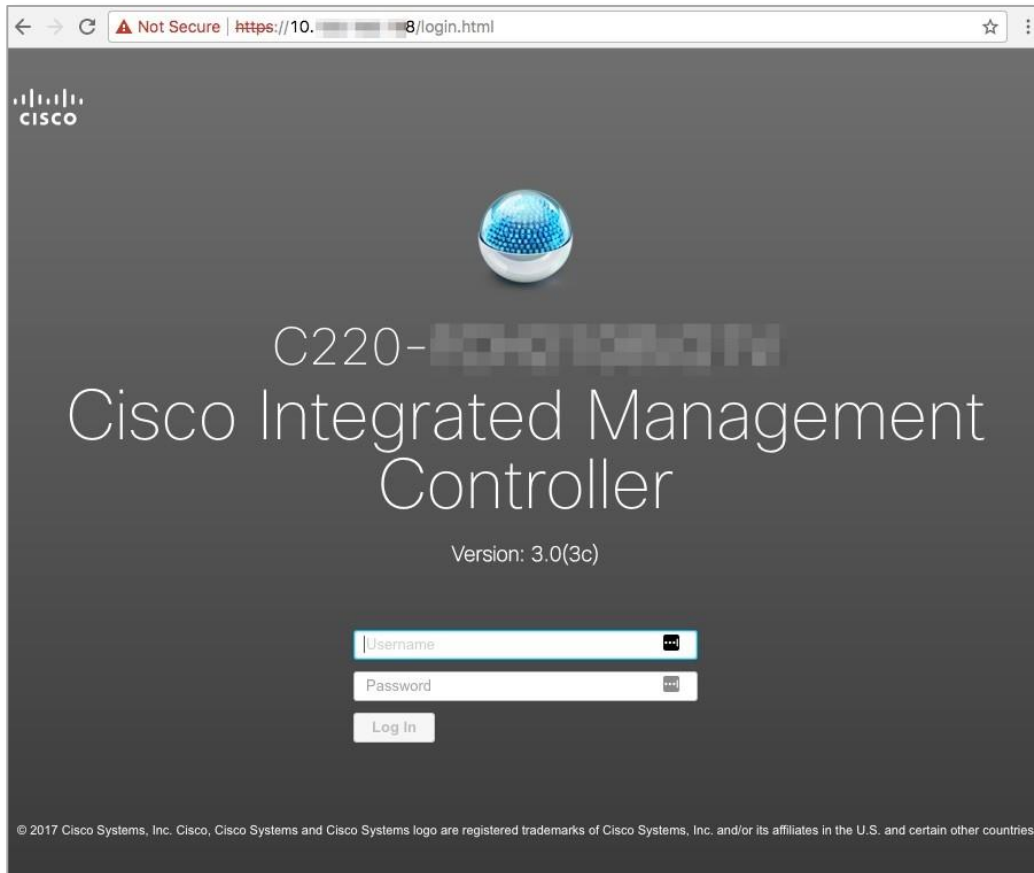 Not Secure | https://10. 8/login.html
CISCO
C220-
Cisco Integrated Management
Controller
Version: 3.0(3c)
Username
Password
Log In
© 2017 Cisco Systems, Inc. Cisco, Cisco Systems and Cisco Systems logo are registered trademarks of Cisco Systems, Inc. and/or its affiliates in the U.S. and certain other countries